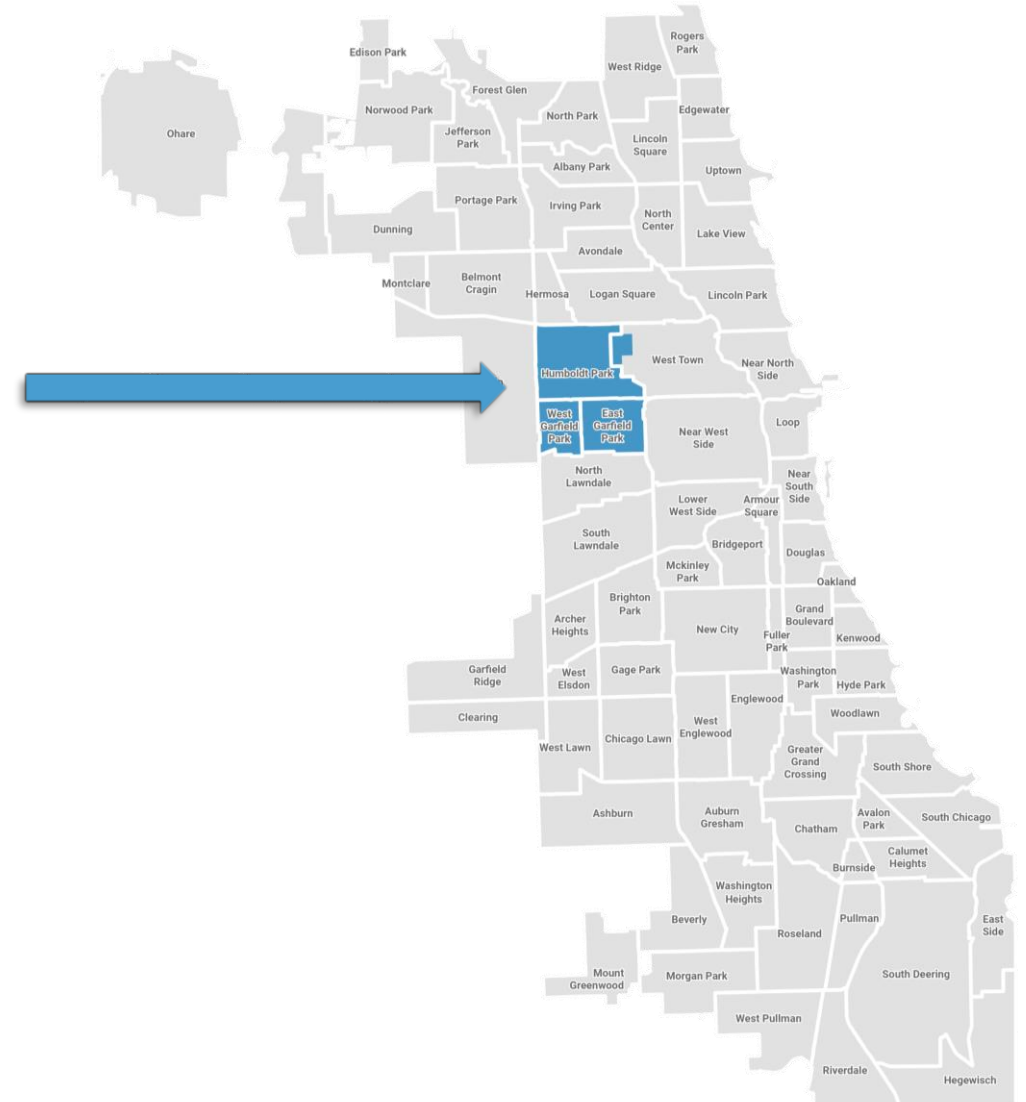 Rogers
Park
Edison Park
West Ridge
Forest Glen
Norwood Park
Edgewater
North Park
Ohare
Jefferson
Park
Lincoln
Square
Albany Park
Uptown
Portage Park
Irving Park
North
Center
Dunning
Lake View
Avondale
Montclare
Belmont
Cragin
Hermosa
Logan Square
Lincoln Park
West Town
Near North
Side
Humboldt Park
West
Garfield
Park
East
Garfield
Park
Near West
Side
Loop
North
Lawndale
Near
South
Side
Lower
West Side
Armour
Square
South
Lawndale
Bridgeport
Douglas
Mckinley
Park
Oakland
Brighton
Park
Grand
Boulevard
Archer
Heights
New City
Fuller
Park
Kenwood
Garfield
Ridge
West
Elsdon
Gage Park
Washington
Park
Hyde Park
Englewood
Clearing
West
Englewood
Woodlawn
West Lawn
Chicago Lawn
Greater
Grand
Crossing
South Shore
Ashburn
Auburn
Gresham
Chatham
Avalon
Park
South Chicago
Calumet
Heights
Burnside
Washington
Heights
Beverly
Pullman
East
Side
Roseland
Mount
Greenwood
Morgan Park
South Deering
West Pullman
Riverdale
Hegewisch